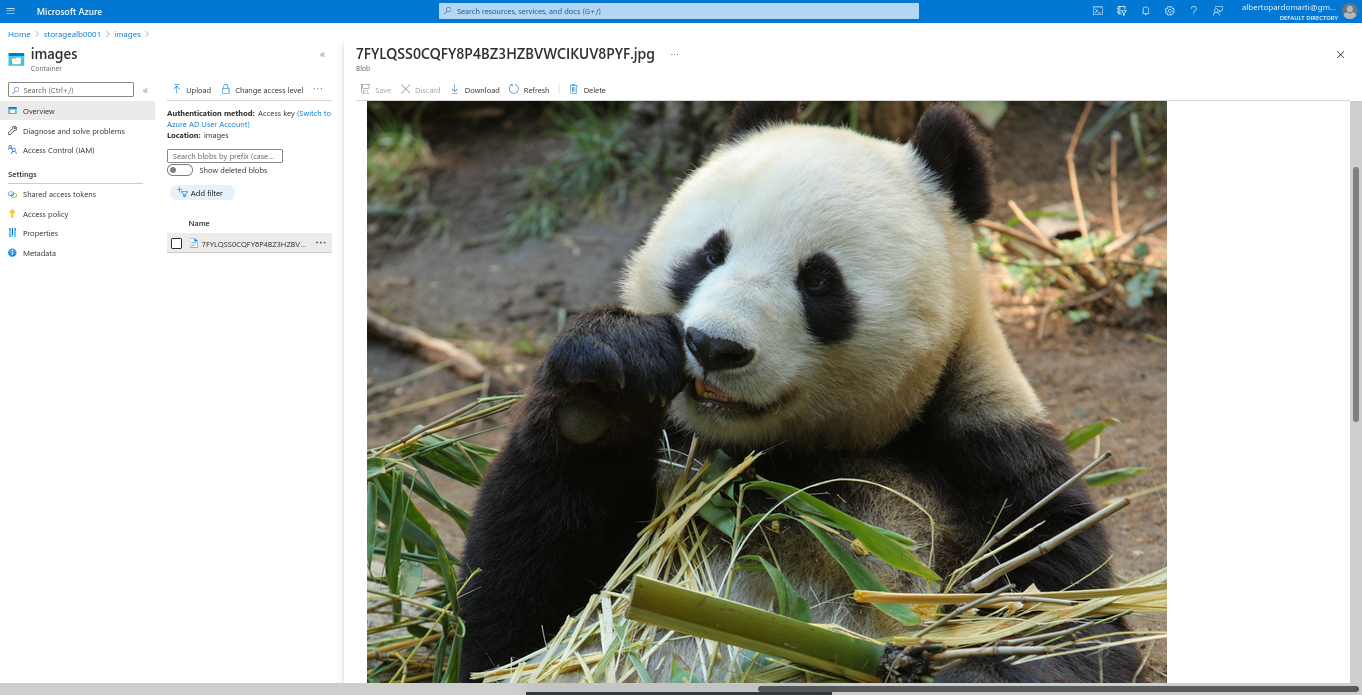 Microsoft Azure
Search resources, services, and docs (G+/)
albertopardomarti@gm...
DEFAULT DIRECTORY
Home > storagealb0001 > images >
images
Container
Search (Ctrl+/)
Overview
Diagnose and solve problems
Access Control (IAM)
Settings
Shared access tokens
Access policy
Properties
Metadata
Upload Change access level ...
Authentication method: Access key (Switch to
Azure AD User Account)
Location: images
Search blobs by prefix (case...
Show deleted blobs
Add filter
Name
7FYLQSS0CQFY8P4BZ3HZBV... ...
7FYLQSS0CQFY8P4BZ3HZBVWCIKUV8PYF.jpg ...
Blob
Save Discard Download Refresh Delete